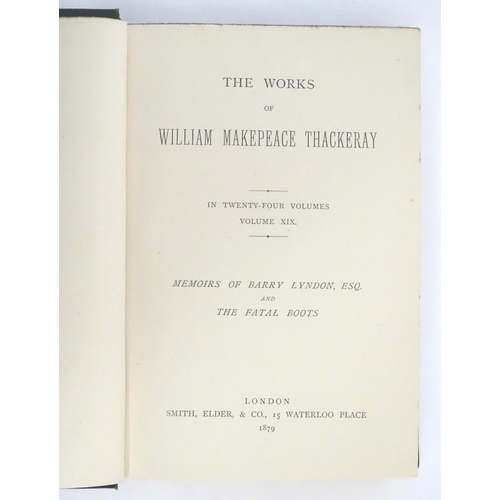 THE WORKS
OF
WILLIAM MAKEPEACE THACKERAY
IN TWENTY-FOUR VOLUMES
VOLUME XIX.
MEMOIRS OF BARRY LYNDON, ESQ.
AND
THE FATAL BOOTS
LONDON
SMITH, ELDER, & CO., 15 WATERLOO PLACE
1879